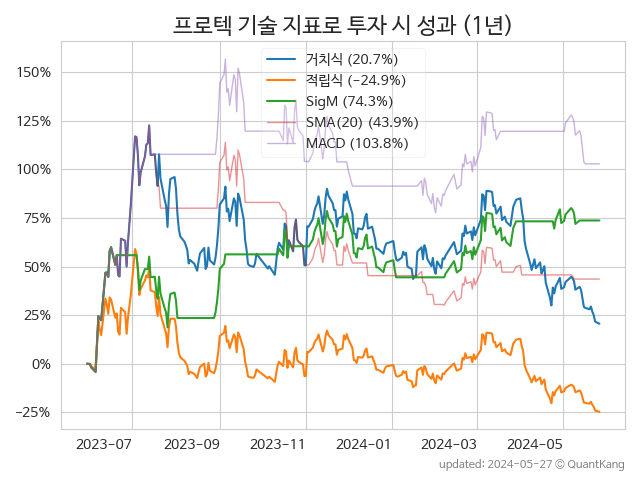 프로텍 기술 지표로 투자 시 성과 (1년)
거치식 (20.7%)
적립식 (−24.9%)
SigM (74.3%)
SMA(20) (43.9%)
MACD (103.8%)
150%
125%
100%
75%
50%
25%
0%
−25%
2023−07
2023−09
2023−11
2024−01
2024−03
2024−05
updated: 2024-05-27 ⓒ QuantKang